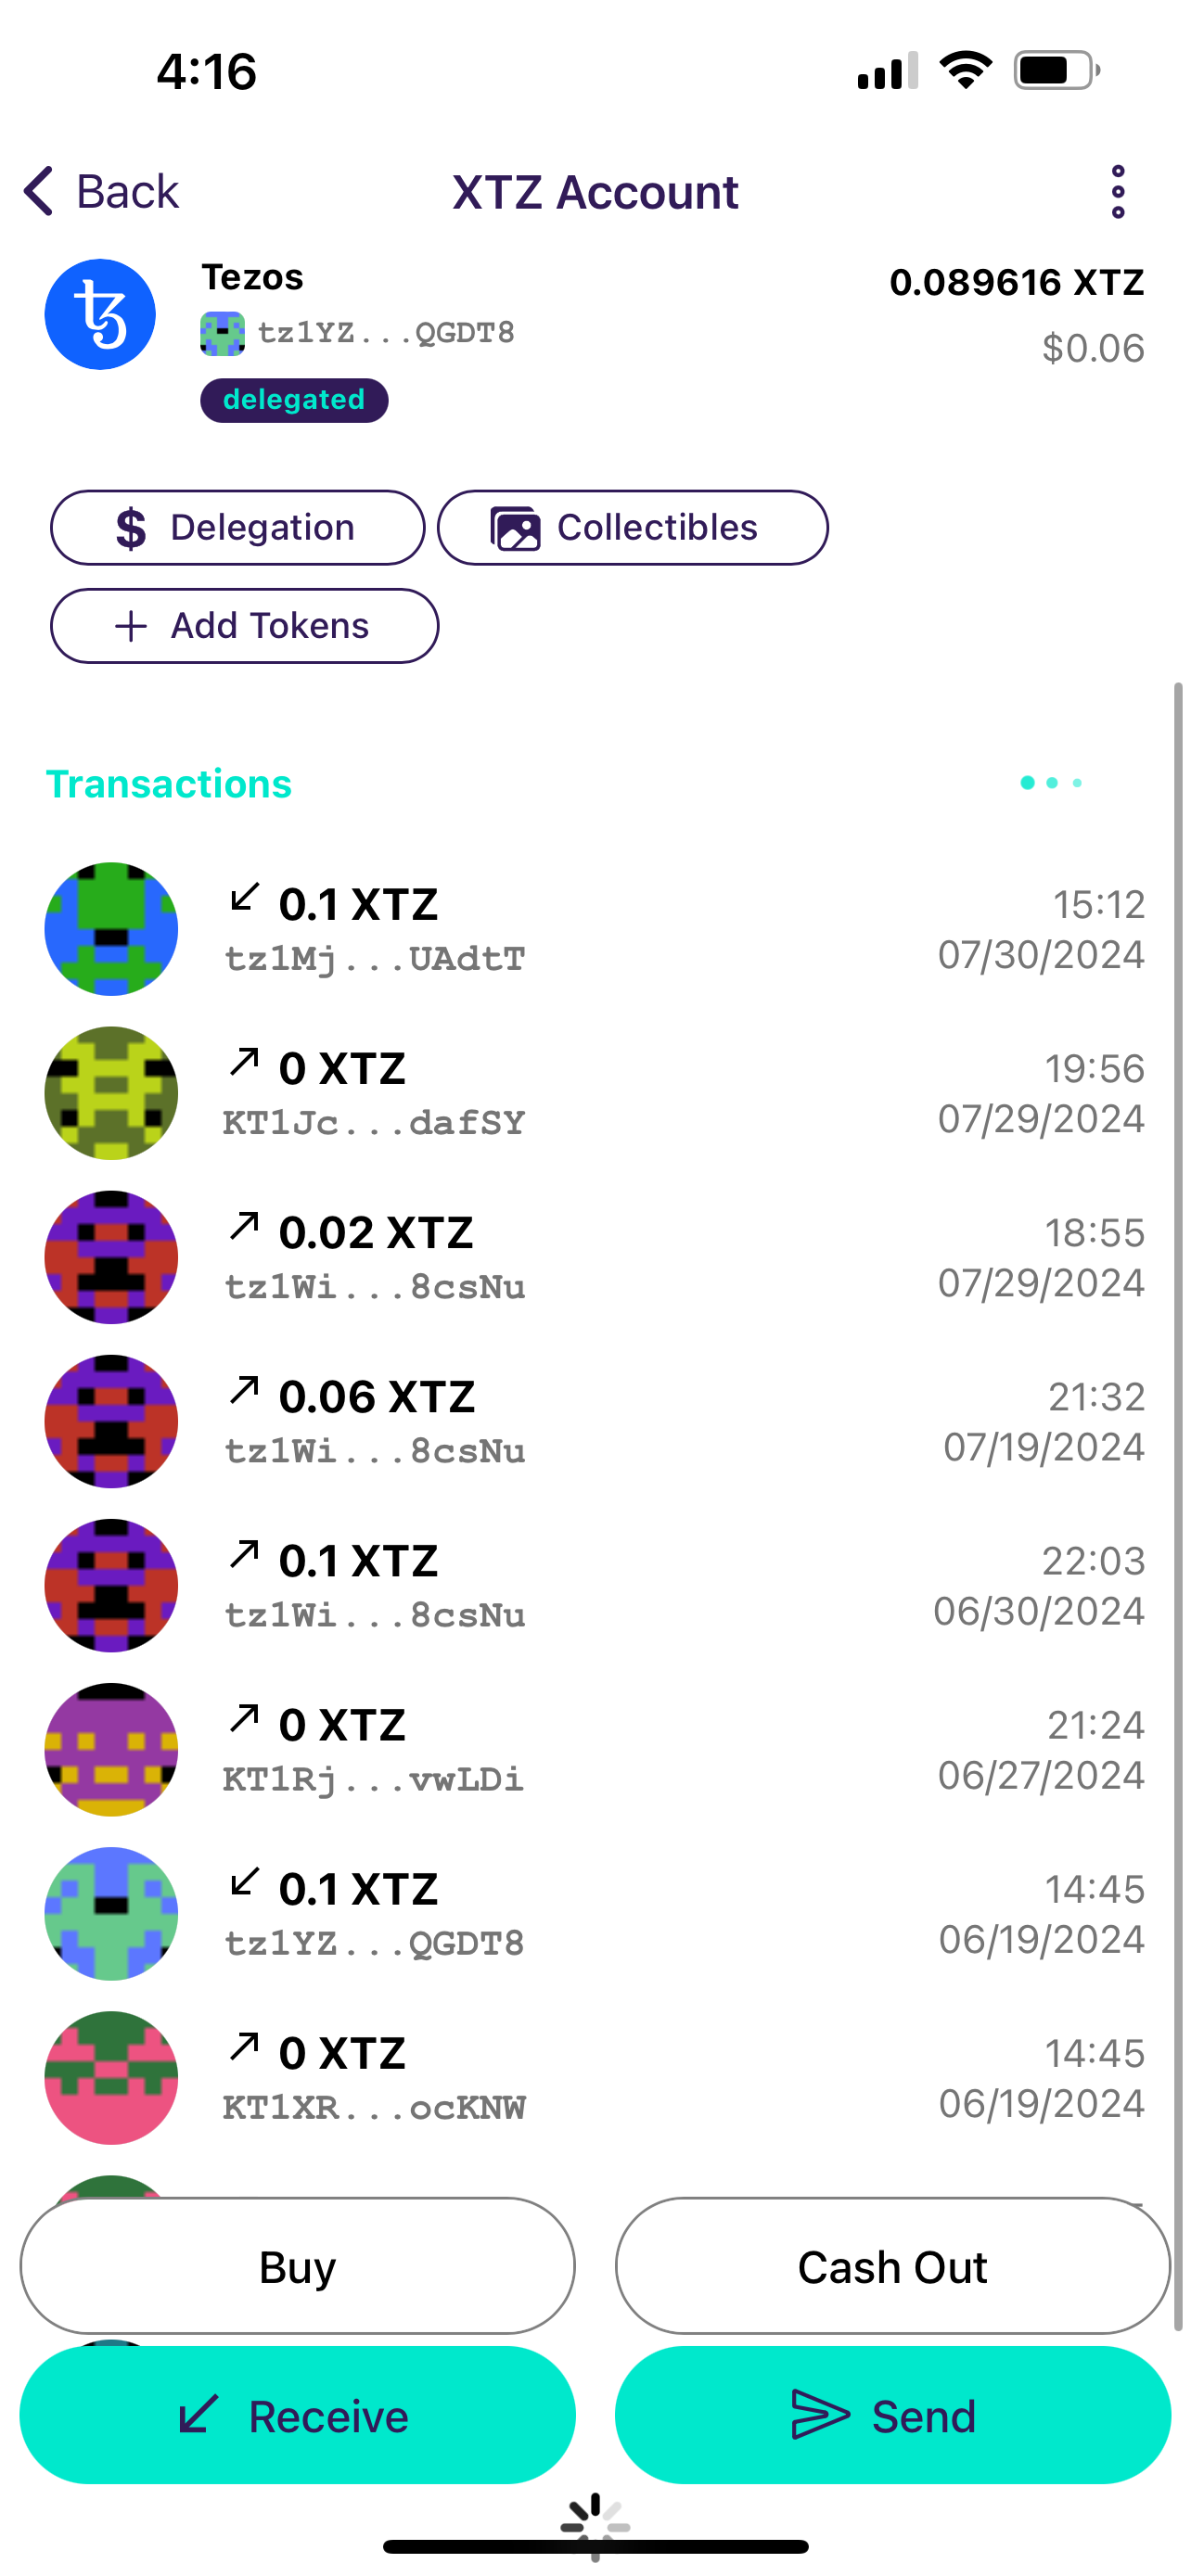 4:16
Back
XTZ Account
Tezos
0.089616 XTZ
tz1YZ...QGDT8
$0.06
delegated
Delegation
Collectibles
Add Tokens
Transactions
0.1 XTZ
15:12
tz1Mj...UAdtT
07/30/2024
0 XTZ
19:56
KT1Jc...dafSY
07/29/2024
0.02 XTZ
18:55
tz1Wi...8csNu
07/29/2024
0.06 XTZ
21:32
tz1Wi...8csNu
07/19/2024
0.1 XTZ
22:03
tz1Wi...8csNu
06/30/2024
0 XTZ
21:24
KT1Rj...vwLDi
06/27/2024
0.1 XTZ
14:45
tz1YZ...QGDT8
06/19/2024
0 XTZ
14:45
KT1XR...ocKNW
06/19/2024
Buy
Cash Out
Receive
Send